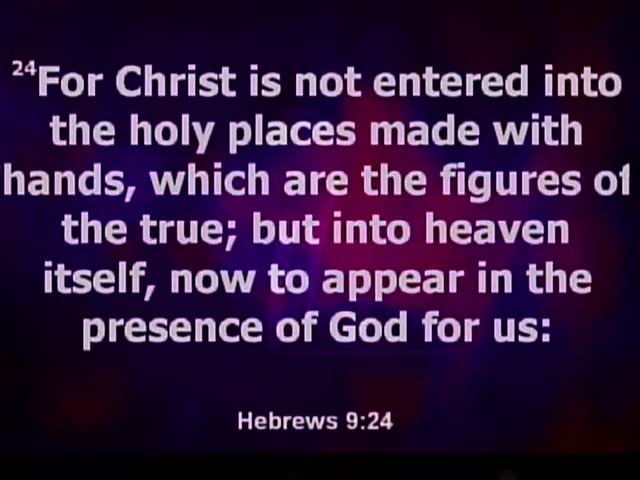 24For Christ is not entered into
the holy places made with
hands, which are the figures of
the true; but into heaven
itself, now to appear in the
presence of God for us:
Hebrews 9:24